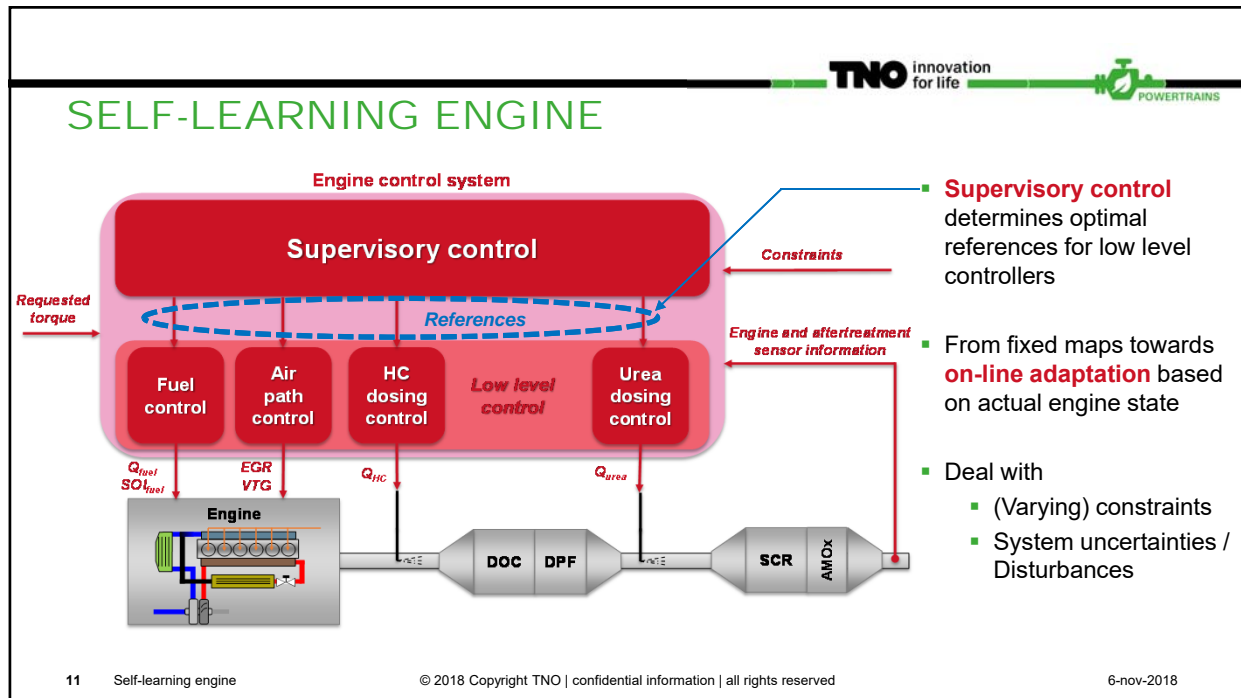 TNO innovation
for life
POWERTRAINS
SELF-LEARNING ENGINE
Engine control system
Supervisory control
Constraints
Requested
torque
References
Engine and aftertreatment
sensor information
Fuel
control
Air
path
control
HC
dosing
control
Low level
control
Urea
dosing
control
Qfuel
SOIfuel
EGR
VTG
QHC
Qurea
Engine
DOC
DPF
SCR
AMOx
▪ Supervisory control
determines optimal
references for low level
controllers
▪ From fixed maps towards
on-line adaptation based
on actual engine state
▪ Deal with
▪ (Varying) constraints
▪ System uncertainties /
Disturbances
11 Self-learning engine © 2018 Copyright TNO | confidential information | all rights reserved 6-nov-2018